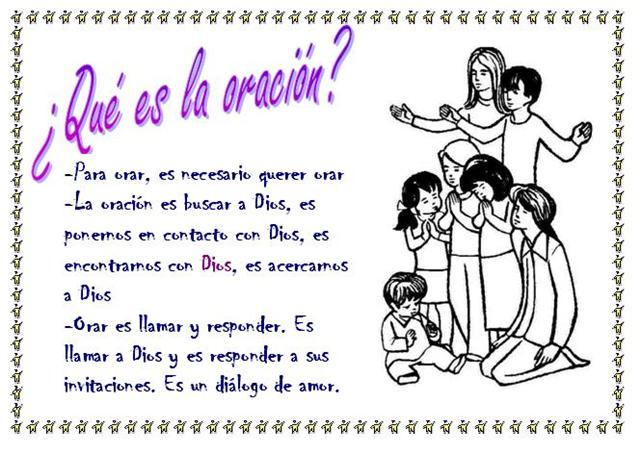 ¿Qué es la oración?
-Para orar, es necesario querer orar
-La oración es buscar a Dios, es
ponernos en contacto con Dios, es
encontrarnos con Dios, es acercarnos
a Dios
-Orar es llamar y responder. Es
llamar a Dios y es responder a sus
invitaciones. Es un diálogo de amor.